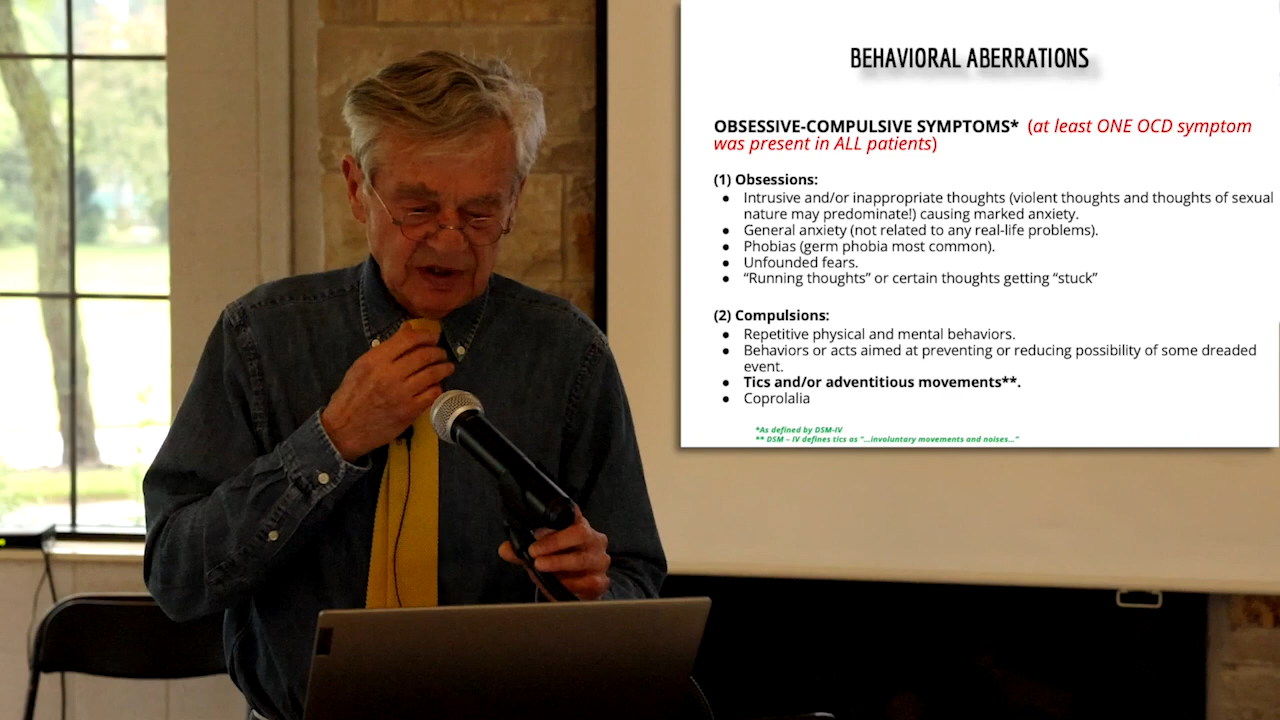 BEHAVIORAL ABERRATIONS
OBSESSIVE-COMPULSIVE SYMPTOMS* (at least ONE OCD symptom
was present in ALL patients)
(1) Obsessions:
● Intrusive and/or inappropriate thoughts (violent thoughts and thoughts of sexual
nature may predominate!) causing marked anxiety.
● General anxiety (not related to any real-life problems).
● Phobias (germ phobia most common).
● Unfounded fears.
● “Running thoughts” or certain thoughts getting “stuck”
(2) Compulsions:
● Repetitive physical and mental behaviors.
● Behaviors or acts aimed at preventing or reducing possibility of some dreaded
event.
● Tics and/or adventitious movements**.
● Coprolalia
*As defined by DSM-IV
** DSM – IV defines tics as “...involuntary movements and noises...”